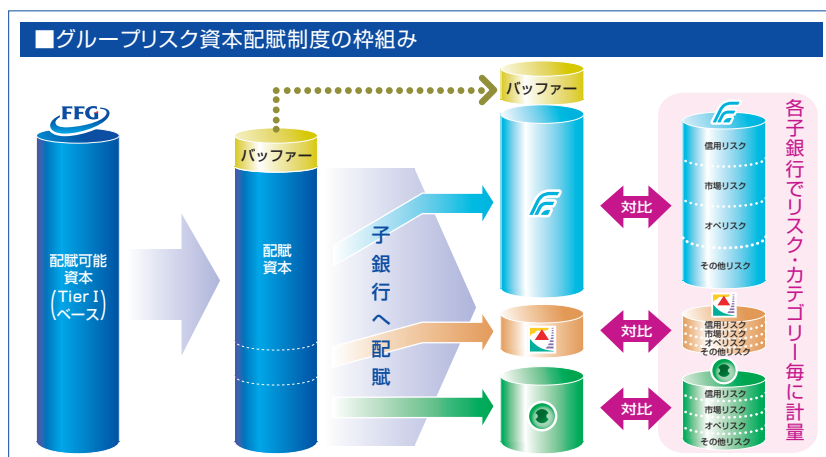 ■グループリスク資本配賦制度の枠組み
FFG
配賦可能
資本
(Tier I
ベース)
バッファー
配賦
資本
子銀行へ配賦
バッファー
対比
対比
対比
信用リスク
市場リスク
オペリスク
その他リスク
信用リスク
市場リスク
オペリスク
その他リスク
信用リスク
市場リスク
オペリスク
その他リスク
各子銀行でリスク・カテゴリー毎に計量